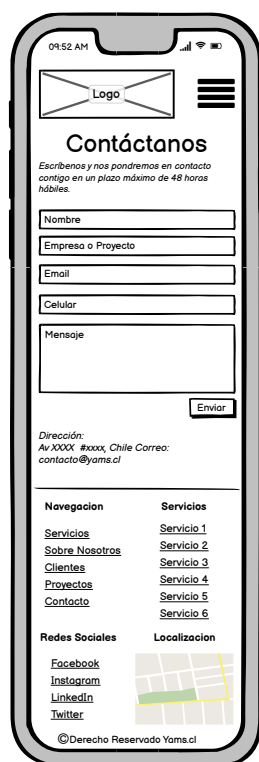 09:52 AM
Logo
Contáctanos
Escríbenos y nos pondremos en contacto
contigo en un plazo máximo de 48 horas
hábiles.
Nombre
Empresa o Proyecto
Email
Celular
Mensaje
Enviar
Dirección:
Av XXXX #xxxx, Chile Correo:
contacto@yams.cl
Navegacion
Servicios
Sobre Nosotros
Clientes
Proyectos
Contacto
Servicios
Servicio 1
Servicio 2
Servicio 3
Servicio 4
Servicio 5
Servicio 6
Redes Sociales
Facebook
Instagram
LinkedIn
Twitter
Localizacion
©Derecho Reservado Yams.cl